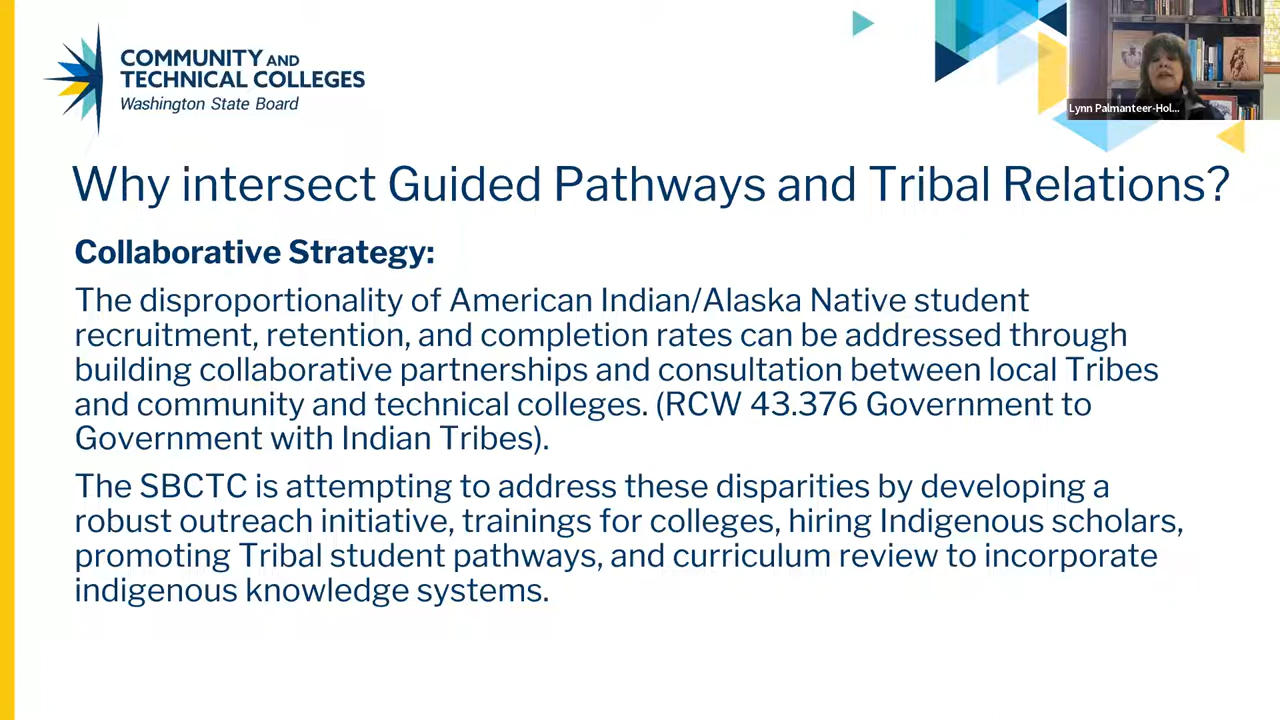 COMMUNITY AND
TECHNICAL COLLEGES
Washington State Board
Lynn Palmanteer-Hol...
Why intersect Guided Pathways and Tribal Relations?
Collaborative Strategy:
The disproportionality of American Indian/Alaska Native student
recruitment, retention, and completion rates can be addressed through
building collaborative partnerships and consultation between local Tribes
and community and technical colleges. (RCW 43.376 Government to
Government with Indian Tribes).
The SBCTC is attempting to address these disparities by developing a
robust outreach initiative, trainings for colleges, hiring Indigenous scholars,
promoting Tribal student pathways, and curriculum review to incorporate
indigenous knowledge systems.